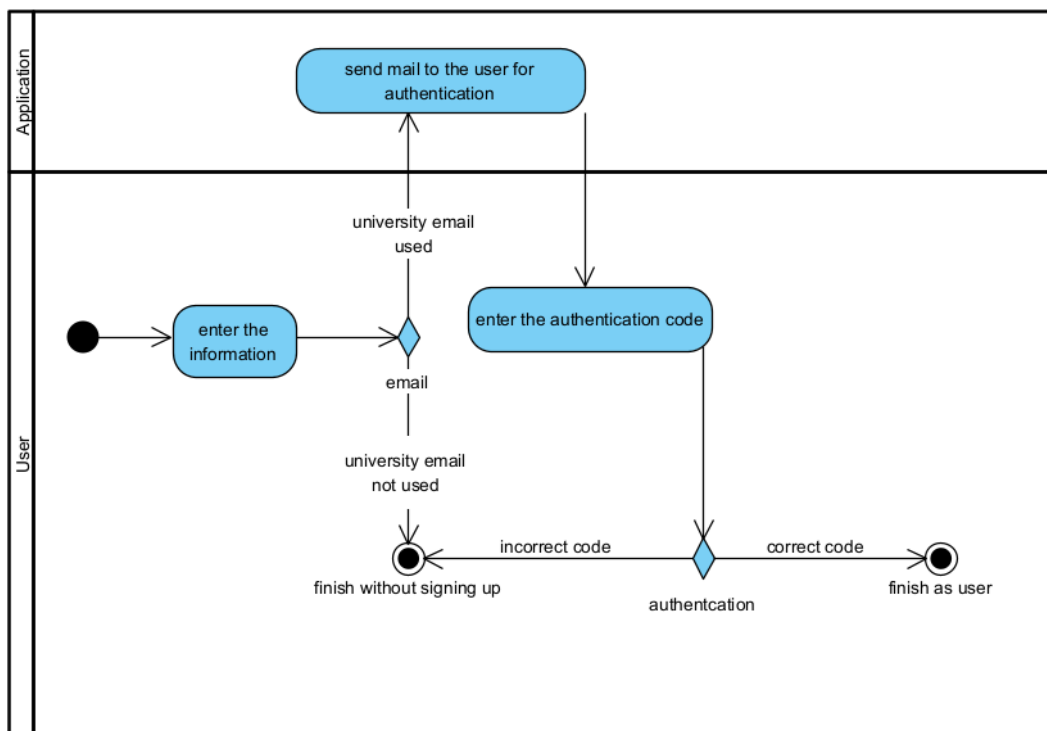 Application
send mail to the user for
authentication
User
university email
used
enter the
information
enter the authentication code
email
university email
not used
incorrect code
correct code
finish without signing up
authentcation
finish as user